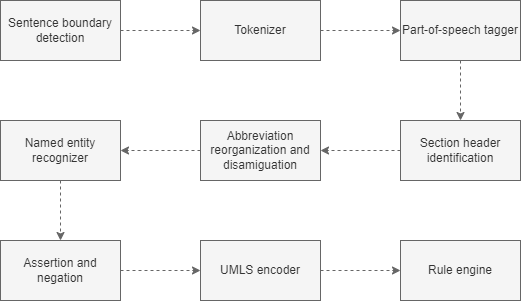 Sentence boundary
detection
Tokenizer
Part-of-speech tagger
Section header
identification
Abbreviation
reorganization and
disamiguation
Named entity
recognizer
Assertion and
negation
UMLS encoder
Rule engine